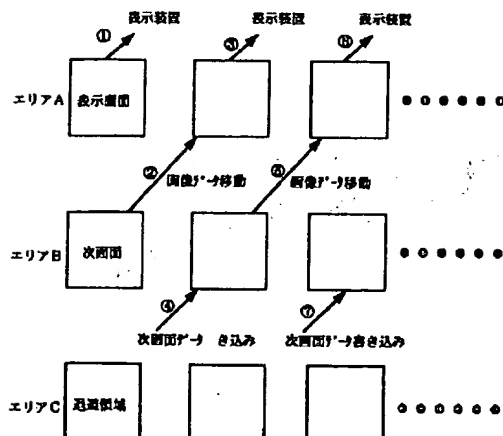 ① 表示装置 ③ 表示装置 ⑥ 表示装置
エリアA 表示画面
② 画像データ移動 ⑤ 画像データ移動
エリアB 次画面
④ ⑦
次画面データ き込み 次画面データ書き込み
エリアC 退避領域